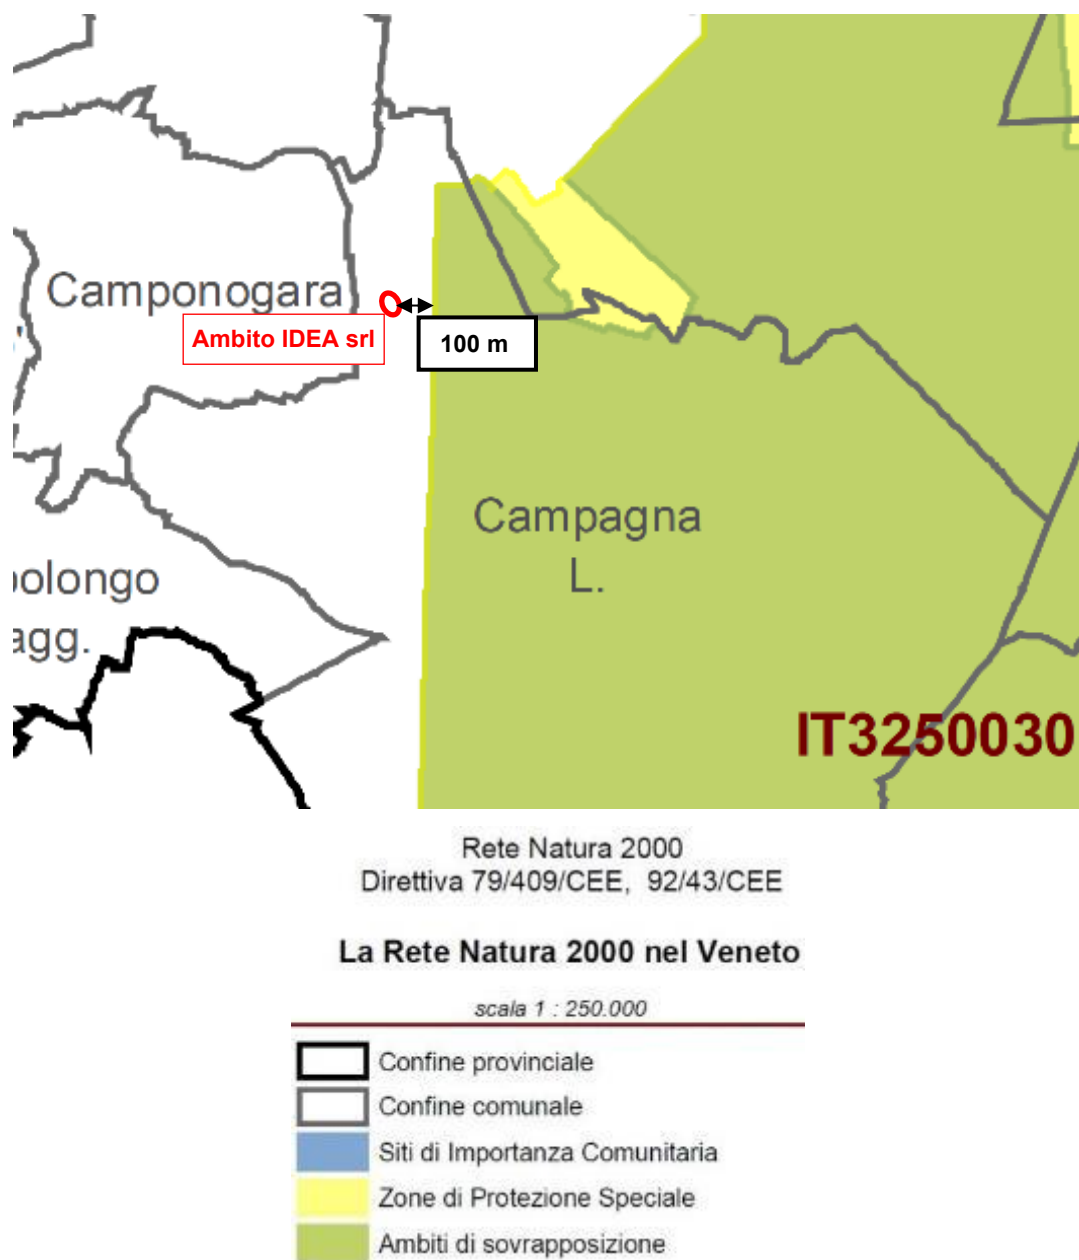 Camponogara
Ambito IDEA srl
100 m
Campagna
L.
olongo
agg.
IT3250030
Rete Natura 2000
Direttiva 79/409/CEE, 92/43/CEE
La Rete Natura 2000 nel Veneto
scala 1 : 250.000
Confine provinciale
Confine comunale
Siti di Importanza Comunitaria
Zone di Protezione Speciale
Ambiti di sovrapposizione